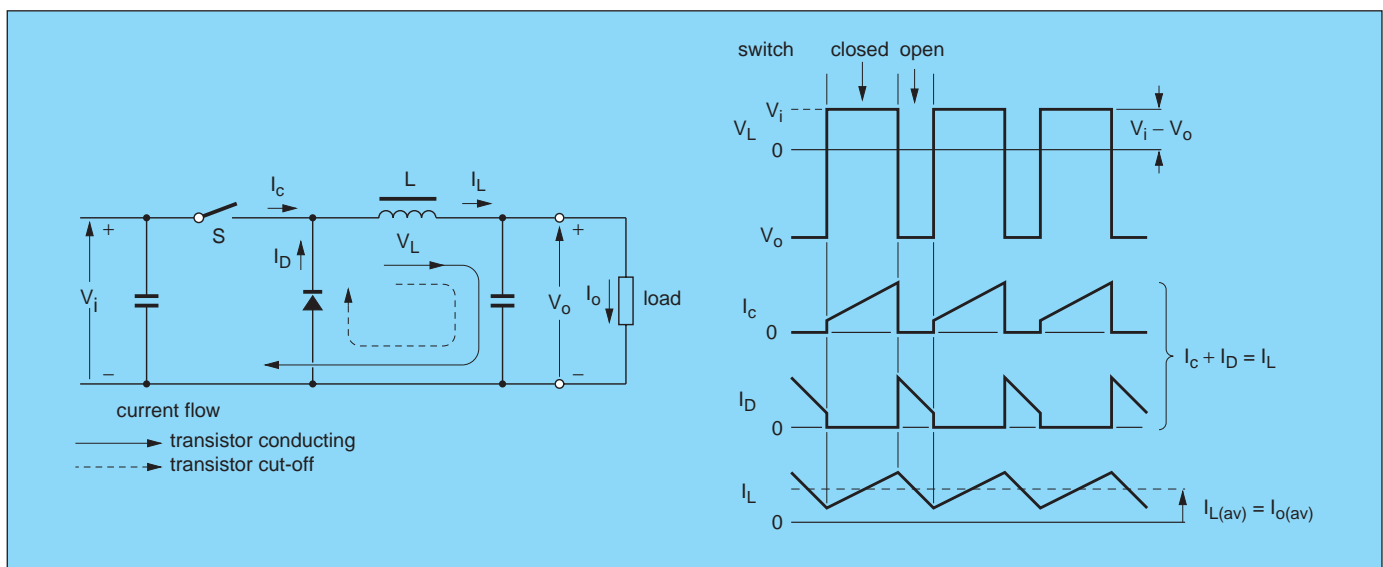 I_c
L
I_L
S
I_D
V_L
+
+
V_i
V_o
I_o
load
–
–
current flow
transistor conducting
transistor cut-off
switch closed open
V_i
V_L
0
V_i – V_o
V_o
I_c
0
I_c + I_D = I_L
I_D
0
I_L
0
I_L(av) = I_o(av)